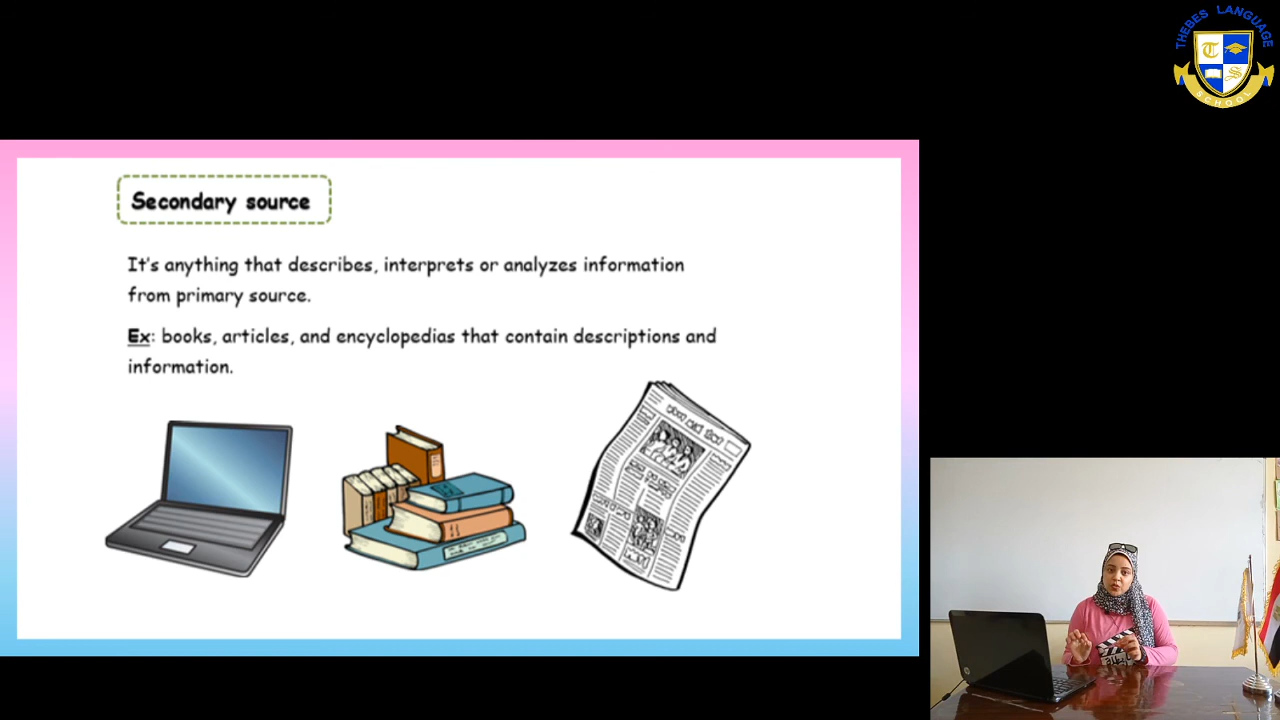 THEBES LANGUAGE
T
S
SCHOOL
Secondary source
It's anything that describes, interprets or analyzes information
from primary source.
Ex: books, articles, and encyclopedias that contain descriptions and
information.